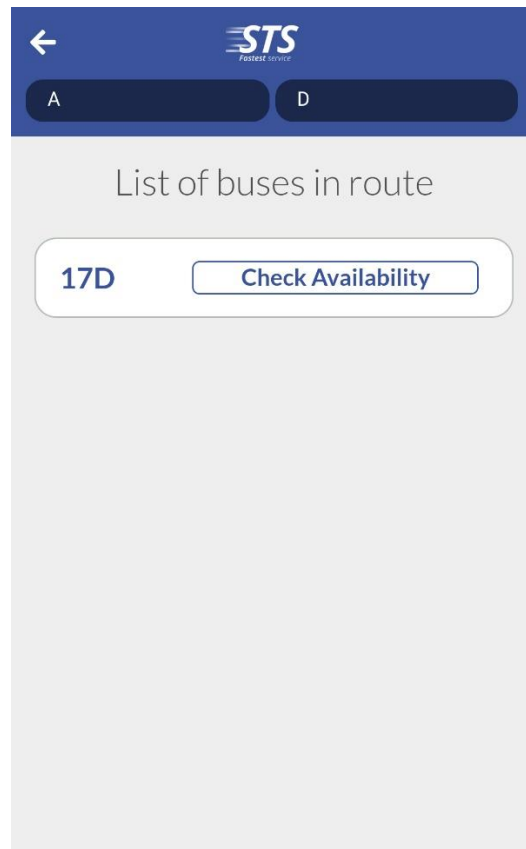 STS
Fastest service
A
D
List of buses in route
17D
Check Availability